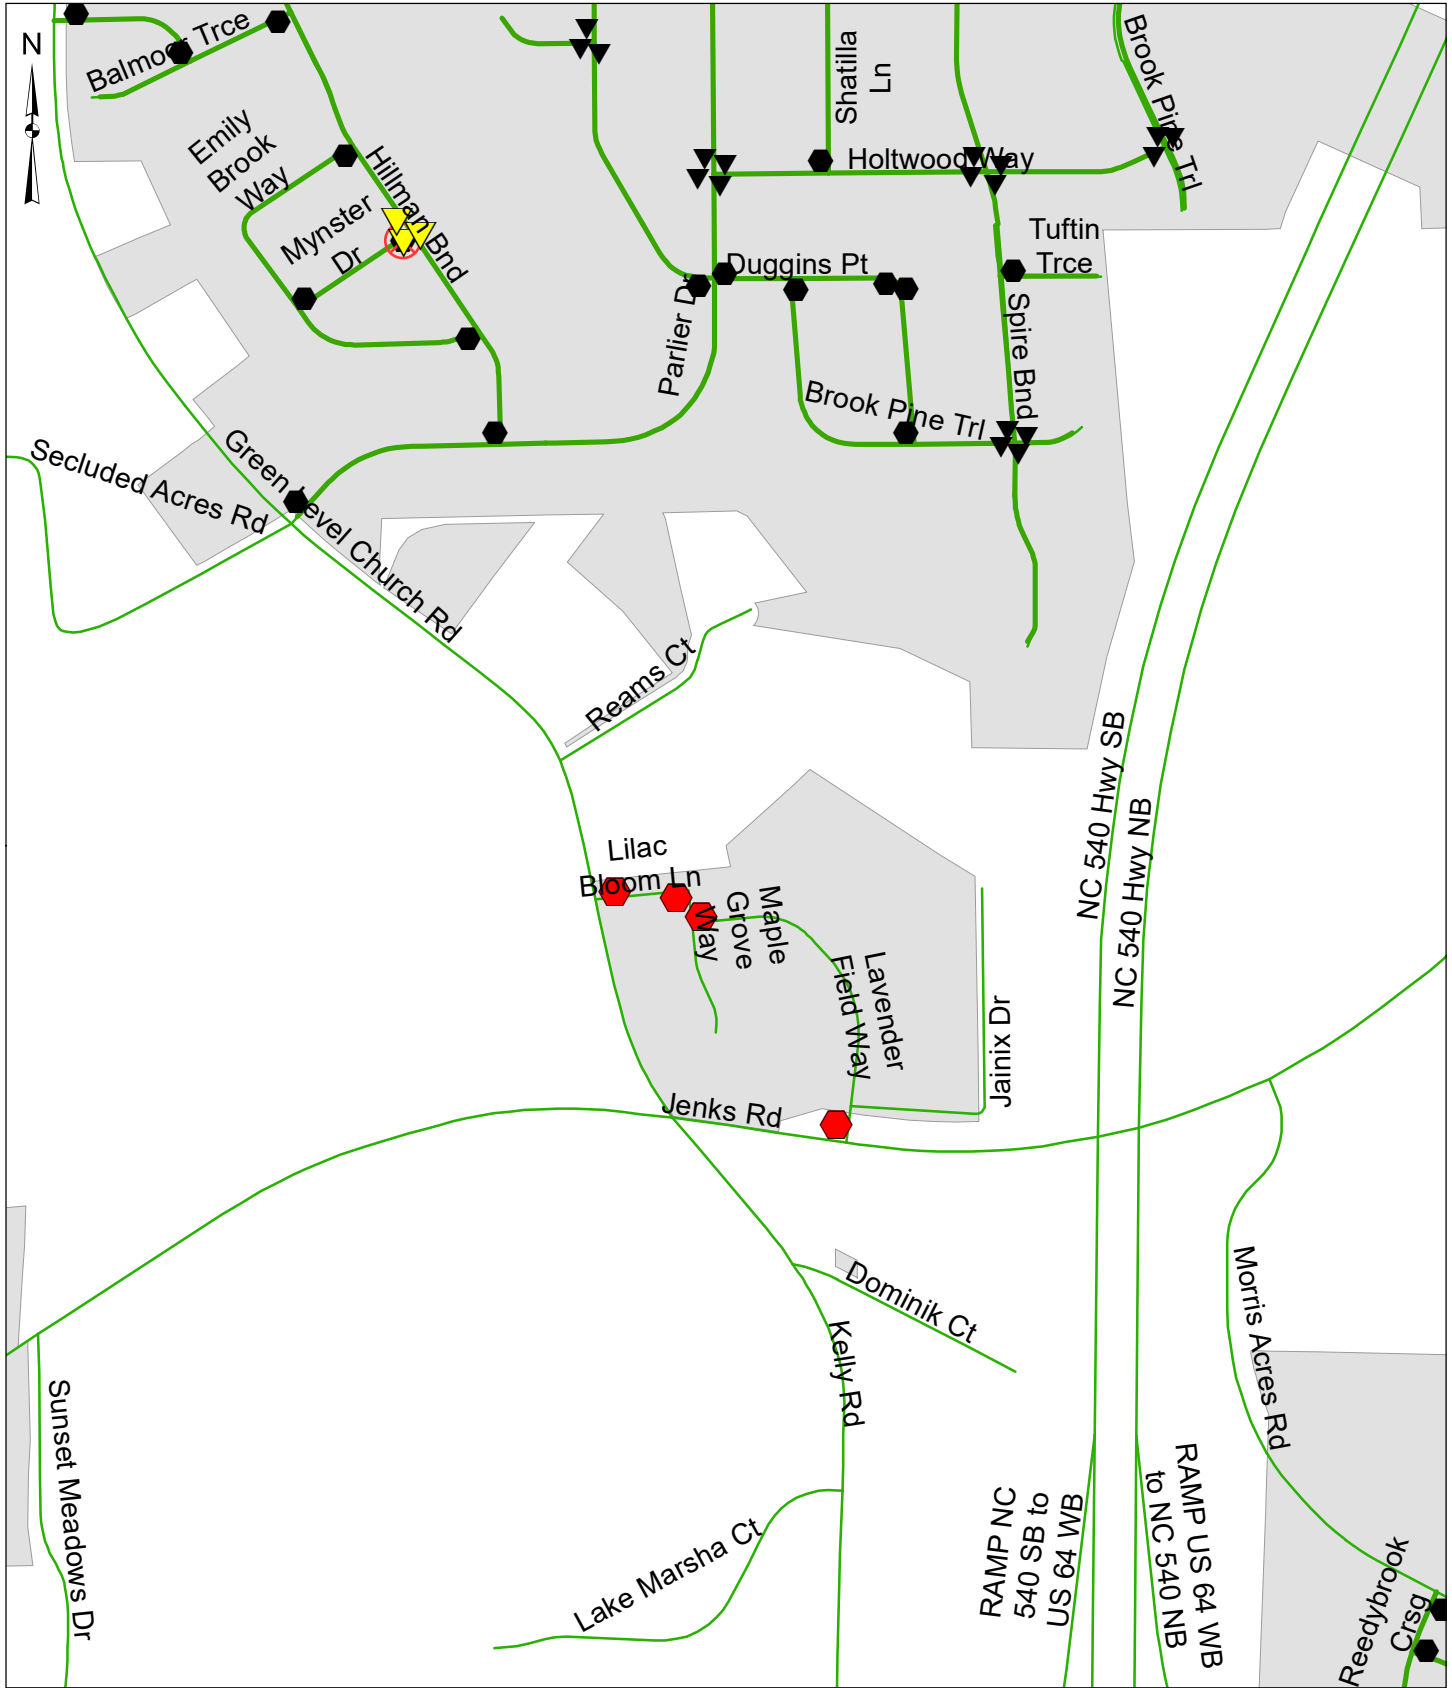 N
Balmoor Trce
Emily
Brook
Way
Mynster
Dr
Hillman Bnd
Shatilla
Ln
Brook Pine Trl
Holtwood Way
Tuftin
Trce
Duggins Pt
Parlier Dr
Spire Bnd
Brook Pine Trl
Secluded Acres Rd
Green Level Church Rd
Reams Ct
NC 540 Hwy SB
NC 540 Hwy NB
Lilac
Bloom Ln
Maple
Grove
Way
Lavender
Field Way
Jainix Dr
Jenks Rd
Dominik Ct
Kelly Rd
Morris Acres Rd
Sunset Meadows Dr
Lake Marsha Ct
RAMP NC
540 SB to
US 64 WB
RAMP US 64 WB
to NC 540 NB
Reedybrook
Crsg